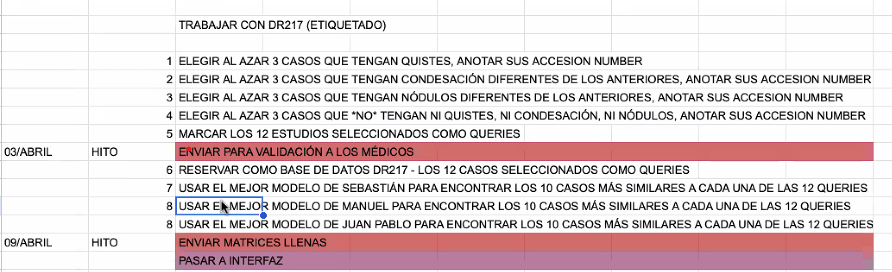 TRABAJAR CON DR217 (ETIQUETADO)
1 ELEGIR AL AZAR 3 CASOS QUE TENGAN QUISTES, ANOTAR SUS ACCESION NUMBER
2 ELEGIR AL AZAR 3 CASOS QUE TENGAN CONDESACIÓN DIFERENTES DE LOS ANTERIORES, ANOTAR SUS ACCESION NUMBER
3 ELEGIR AL AZAR 3 CASOS QUE TENGAN NÓDULOS DIFERENTES DE LOS ANTERIORES, ANOTAR SUS ACCESION NUMBER
4 ELEGIR AL AZAR 3 CASOS QUE *NO* TENGAN NI QUISTES, NI CONDESACIÓN, NI NÓDULOS, ANOTAR SUS ACCESION NUMBER
5 MARCAR LOS 12 ESTUDIOS SELECCIONADOS COMO QUERIES
03/ABRIL HITO ENVIAR PARA VALIDACIÓN A LOS MÉDICOS
6 RESERVAR COMO BASE DE DATOS DR217 - LOS 12 CASOS SELECCIONADOS COMO QUERIES
7 USAR EL MEJOR MODELO DE SEBASTIÁN PARA ENCONTRAR LOS 10 CASOS MÁS SIMILARES A CADA UNA DE LAS 12 QUERIES
8 USAR EL MEJOR MODELO DE MANUEL PARA ENCONTRAR LOS 10 CASOS MÁS SIMILARES A CADA UNA DE LAS 12 QUERIES
8 USAR EL MEJOR MODELO DE JUAN PABLO PARA ENCONTRAR LOS 10 CASOS MÁS SIMILARES A CADA UNA DE LAS 12 QUERIES
09/ABRIL HITO ENVIAR MATRICES LLENAS
PASAR A INTERFAZ